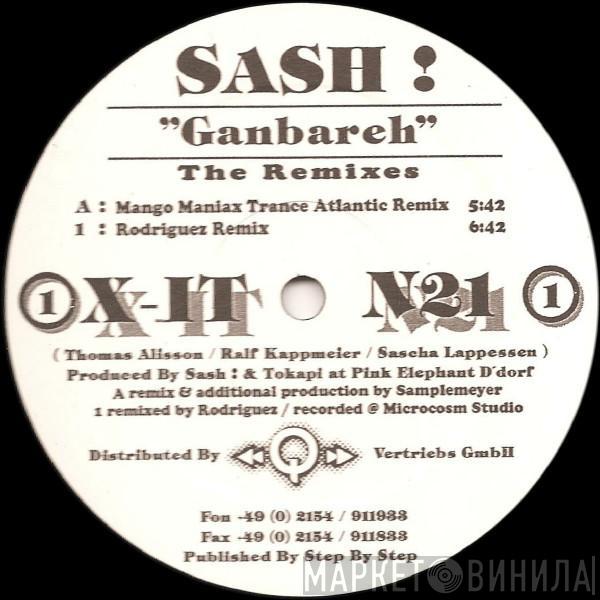 SASH !
"Ganbareh"
The Remixes
A : Mango Maniax Trance Atlantic Remix 5:42
1 : Rodriguez Remix 6:42
1 X-IT N21 1
( Thomas Alisson / Ralf Kappmeier / Sascha Lappessen )
Produced By Sash ! & Tokapi at Pink Elephant D'dorf
A remix & additional production by Samplemeyer
1 remixed by Rodriguez / recorded @ Microcosm Studio
Distributed By Q Vertriebs GmbH
Fon -49 (0) 2154 / 911933
Fax -49 (0) 2154 / 911833
Published By Step By Step
МАРКЕТ ВИНИЛА